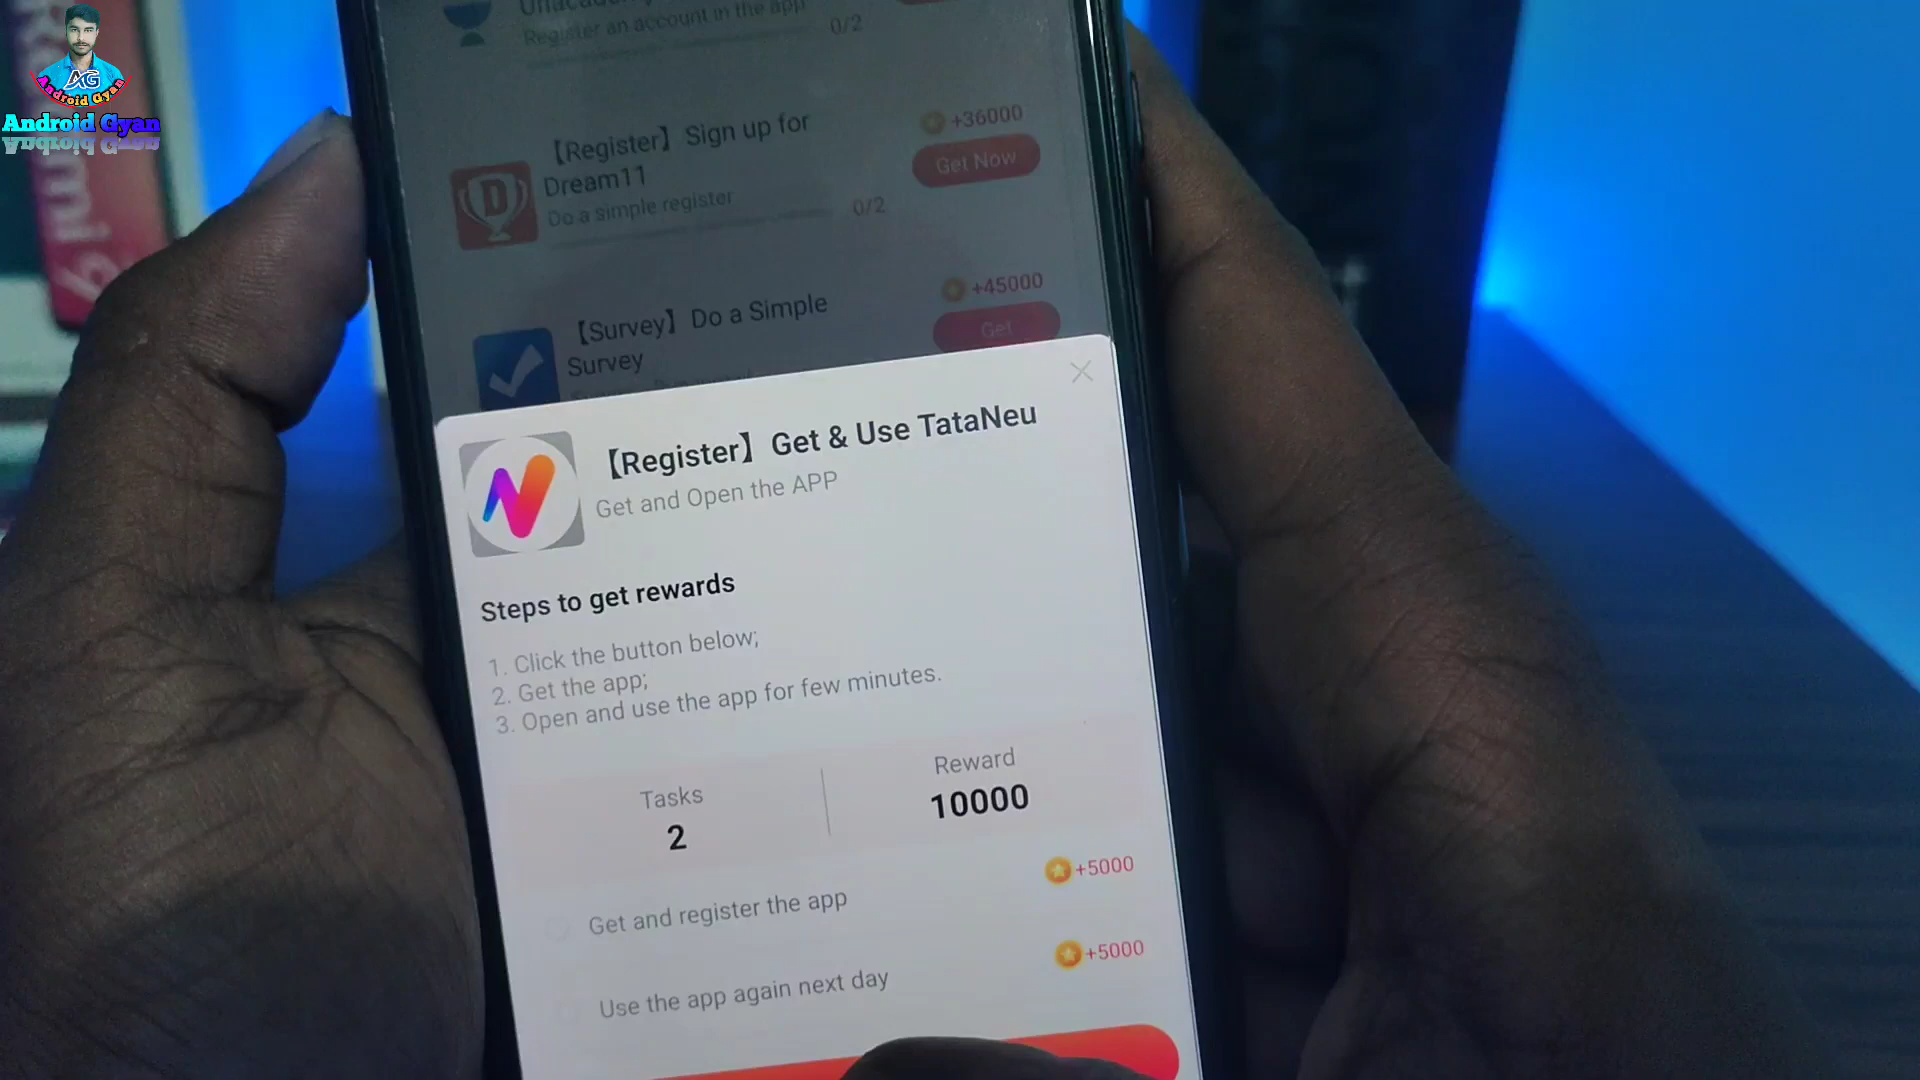 AG
Android Gyan
Android Gyan
Register an account in the app
0/2
【Register】Sign up for
Dream11
Do a simple register
0/2
+36000
Get Now
【Survey】Do a Simple
Survey
+45000
Get
【Register】Get & Use TataNeu
Get and Open the APP
Steps to get rewards
1. Click the button below;
2. Get the app;
3. Open and use the app for few minutes.
Tasks
2
Reward
10000
Get and register the app
+5000
Use the app again next day
+5000